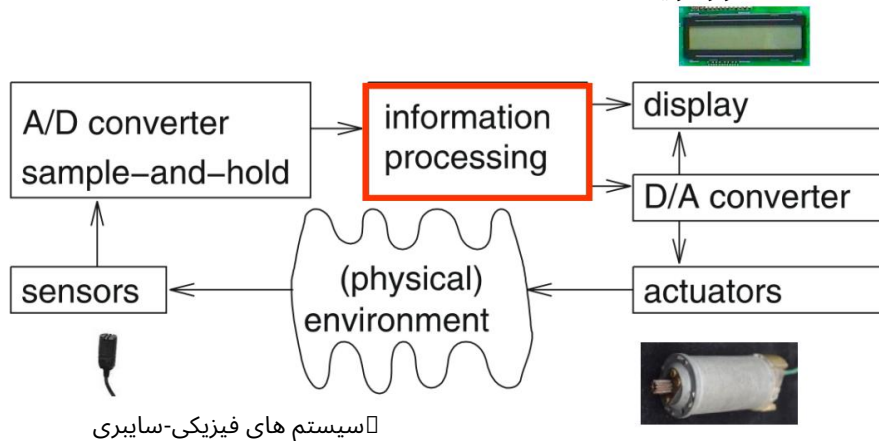 display
A/D converter
sample–and–hold
information
processing
D/A converter
sensors
(physical)
environment
actuators
سیستم های فیزیکی-سایبری